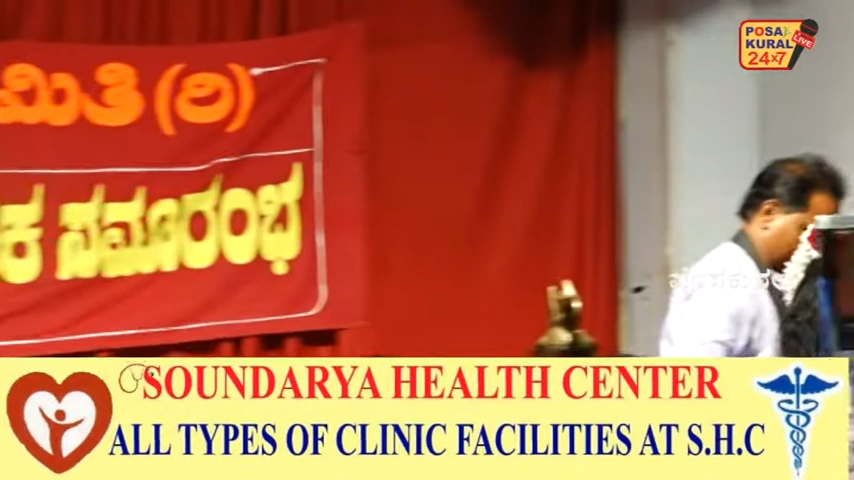 POSA
KURAL
LIVE
24x7
ಮಿತಿ (ರಿ)
ಕ ಸಮಾರಂಭ
SOUNDARYA HEALTH CENTER
ALL TYPES OF CLINIC FACILITIES AT S.H.C